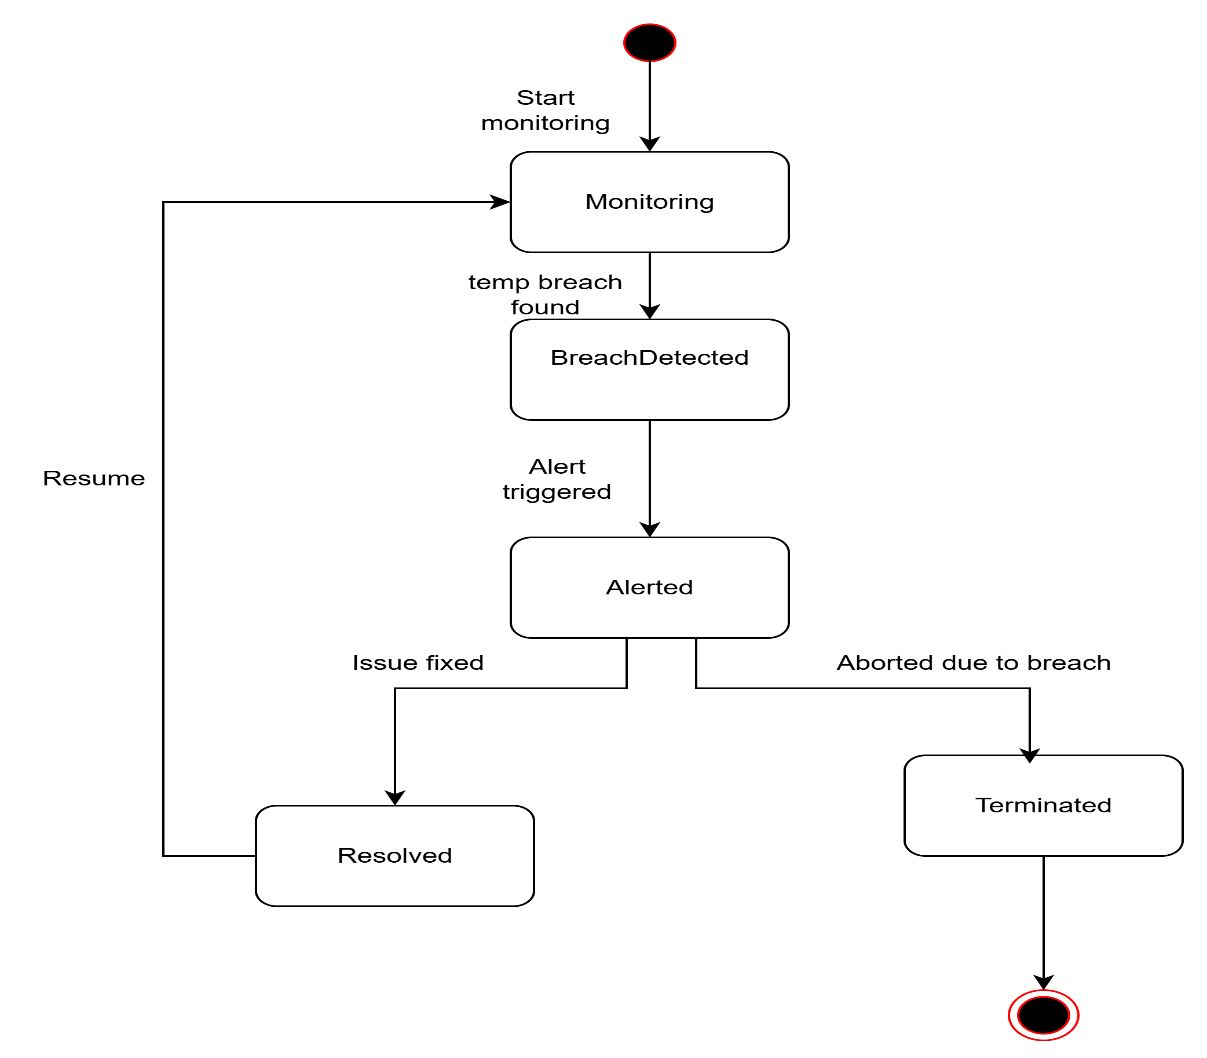 Start
monitoring
Monitoring
temp breach
found
BreachDetected
Resume
Alert
triggered
Alerted
Issue fixed
Aborted due to breach
Terminated
Resolved